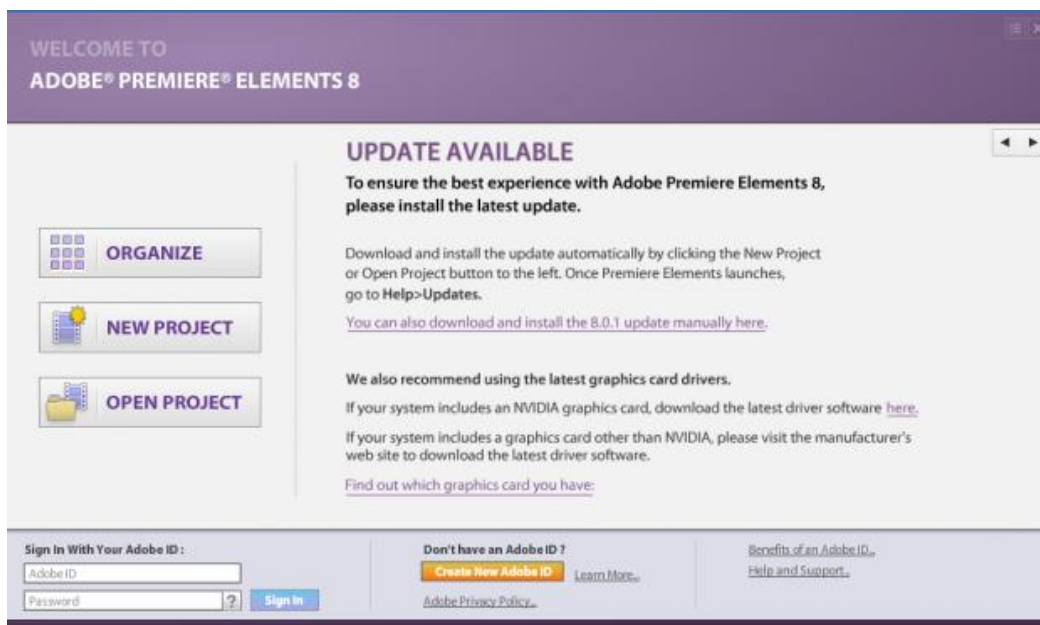 WELCOME TO
ADOBE® PREMIERE® ELEMENTS 8
UPDATE AVAILABLE
To ensure the best experience with Adobe Premiere Elements 8,
please install the latest update.
ORGANIZE
NEW PROJECT
OPEN PROJECT
Download and install the update automatically by clicking the New Project
or Open Project button to the left. Once Premiere Elements launches,
go to Help>Updates.
You can also download and install the 8.0.1 update manually here.
We also recommend using the latest graphics card drivers.
If your system includes an NVIDIA graphics card, download the latest driver software here.
If your system includes a graphics card other than NVIDIA, please visit the manufacturer's
web site to download the latest driver software.
Find out which graphics card you have:
Sign In With Your Adobe ID :
Adobe ID
Password
?
Sign In
Don't have an Adobe ID ?
Create New Adobe ID
Learn More...
Adobe Privacy Policy...
Benefits of an Adobe ID...
Help and Support...